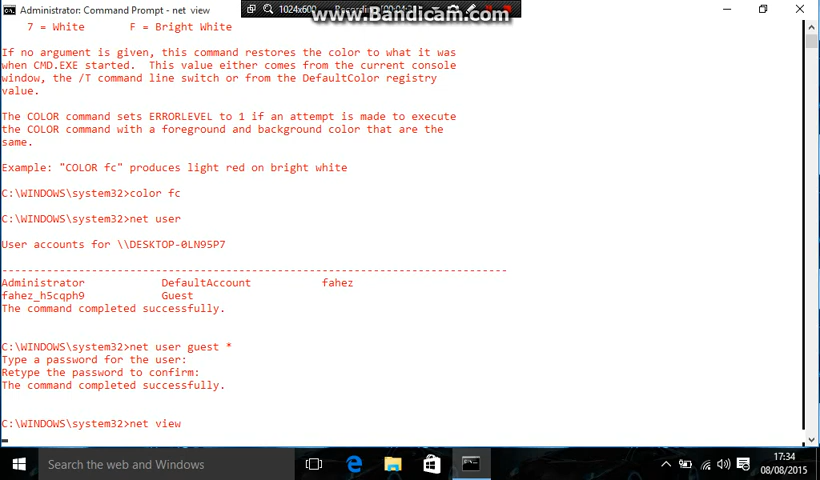 Administrator: Command Prompt - net  view
1024x600
www.Bandicam.com
7 = White       F = Bright White
If no argument is given, this command restores the color to what it was
when CMD.EXE started.  This value either comes from the current console
window, the /T command line switch or from the DefaultColor registry
value.
The COLOR command sets ERRORLEVEL to 1 if an attempt is made to execute
the COLOR command with a foreground and background color that are the
same.
Example: "COLOR fc" produces light red on bright white
C:\WINDOWS\system32>color fc
C:\WINDOWS\system32>net user
User accounts for \\DESKTOP-0LN95P7
-------------------------------------------------------------------------------
Administrator            DefaultAccount           fahez
fahez_h5cqph9            Guest
The command completed successfully.
C:\WINDOWS\system32>net user guest *
Type a password for the user:
Retype the password to confirm:
The command completed successfully.
C:\WINDOWS\system32>net view
Search the web and Windows
17:34
08/08/2015